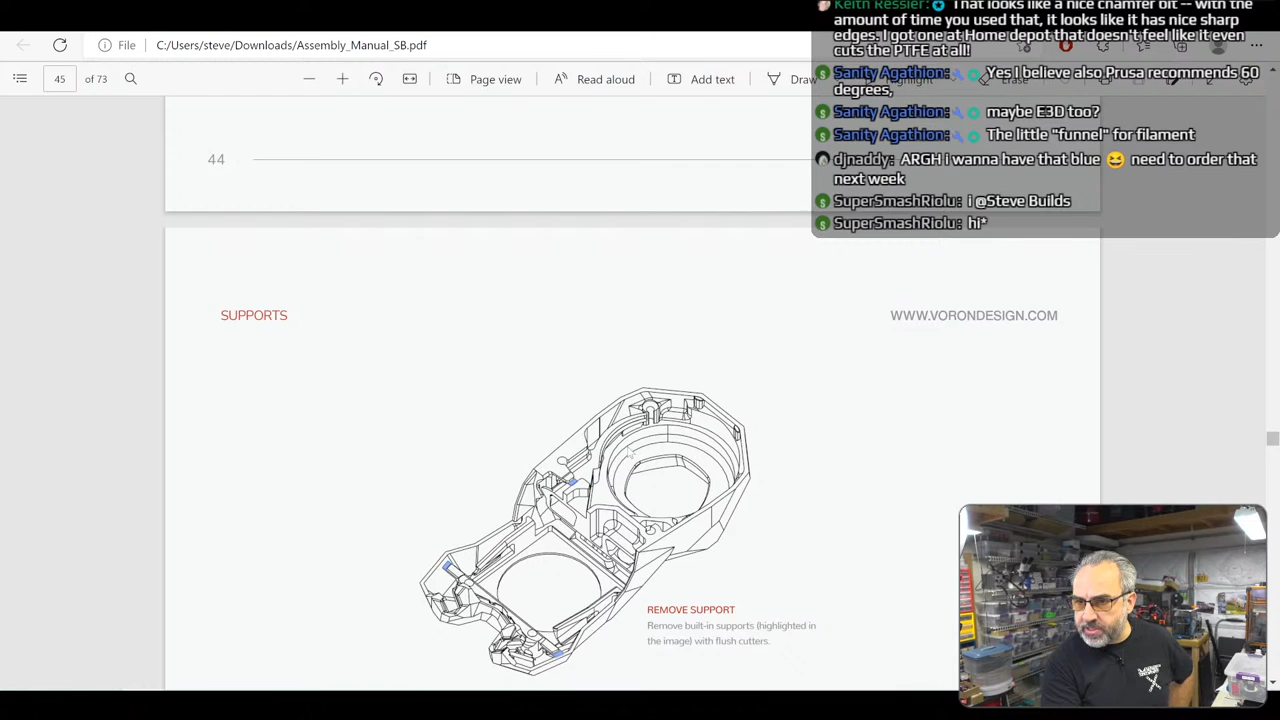 File
C:/Users/steve/Downloads/Assembly_Manual_SB.pdf
45 of 73
Page view
Read aloud
Add text
Draw
Highlight
Erase
Keith Ressler: That looks like a nice chamfer bit -- with the
amount of time you used that, it looks like it has nice sharp
edges. I got one at Home depot that doesn't feel like it even
cuts the PTFE at all!
Sanity Agathion: Yes I believe also Prusa recommends 60
degrees,
Sanity Agathion: maybe E3D too?
Sanity Agathion: The little "funnel" for filament
djnaddy: ARGH i wanna have that blue 😆 need to order that
next week
SuperSmashRiolu: i @Steve Builds
SuperSmashRiolu: hi*
44
SUPPORTS
WWW.VORONDESIGN.COM
REMOVE SUPPORT
Remove built-in supports (highlighted in
the image) with flush cutters.